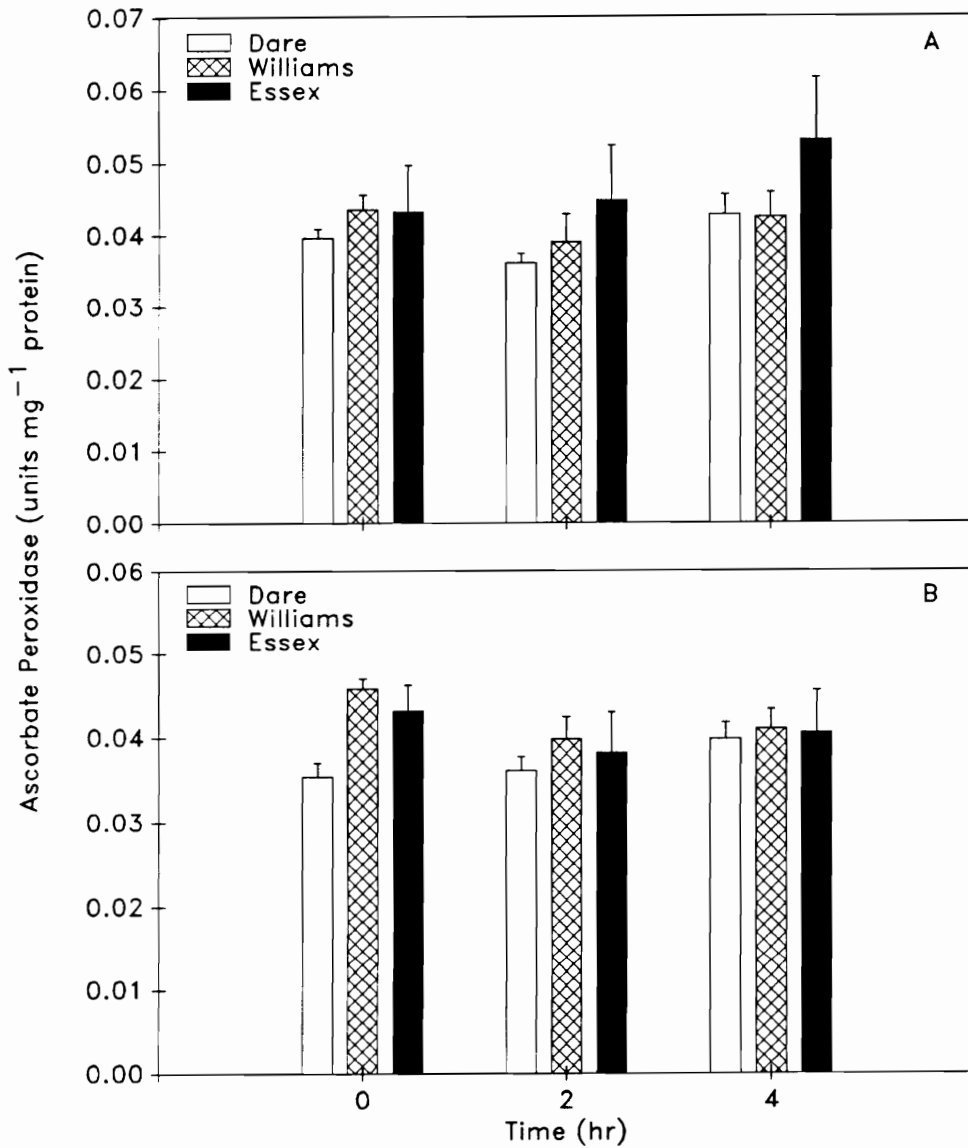 Ascorbate Peroxidase (units mg⁻¹ protein)
A
Dare
Williams
Essex
0.07
0.06
0.05
0.04
0.03
0.02
0.01
0.00
B
Dare
Williams
Essex
0.06
0.05
0.04
0.03
0.02
0.01
0.00
0 2 4
Time (hr)